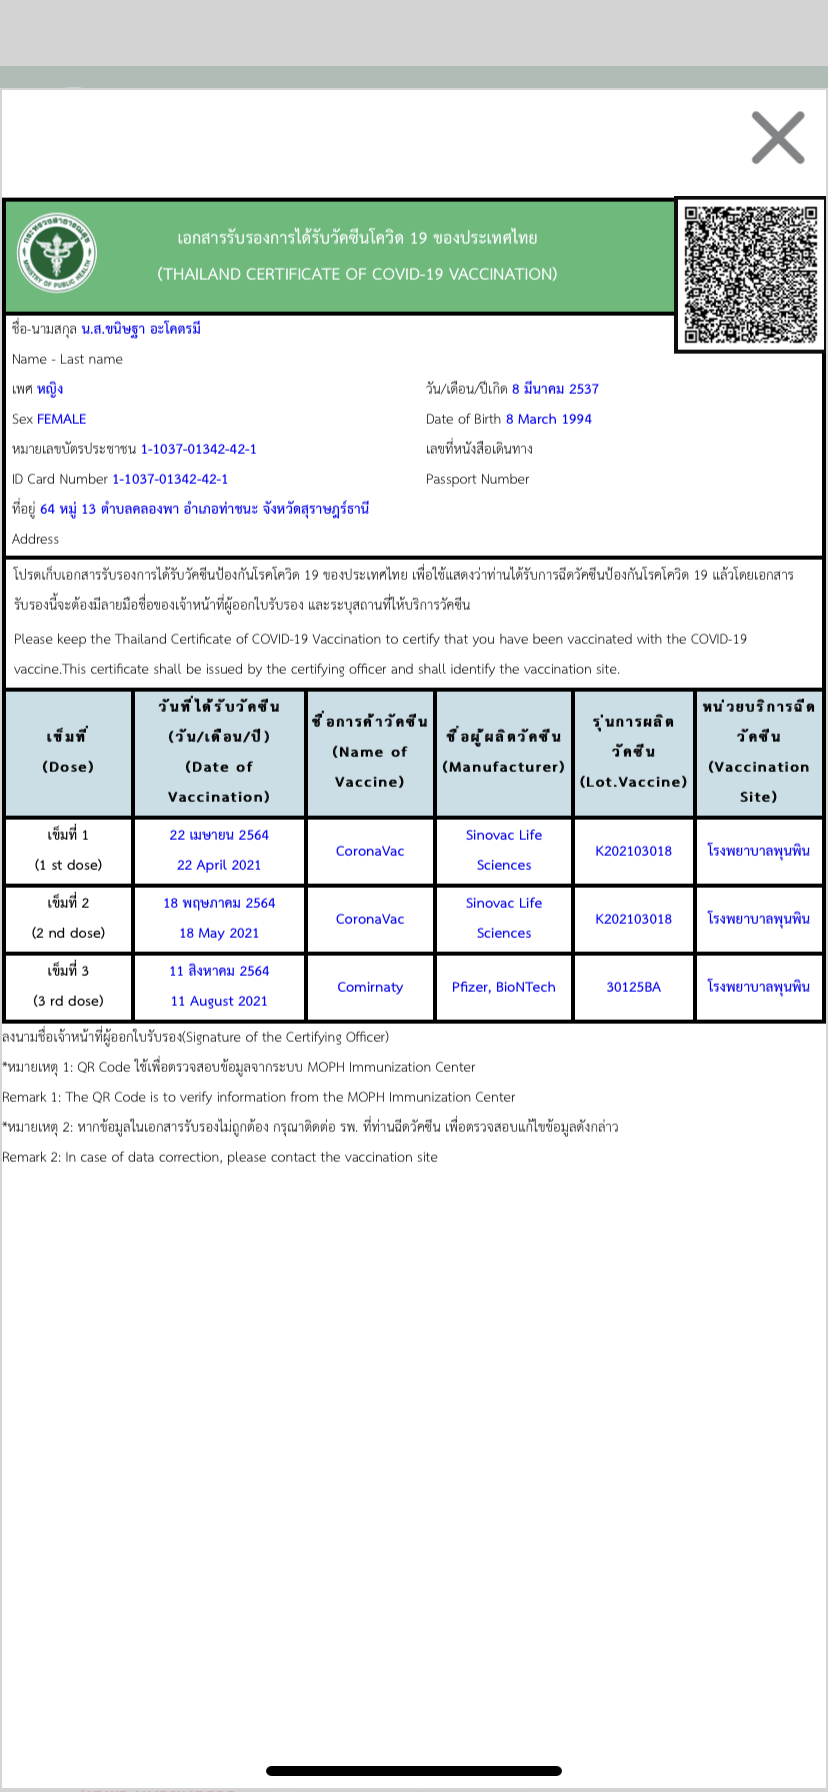 เอกสารรับรองการได้รับวัคซีนโควิด 19 ของประเทศไทย
(THAILAND CERTIFICATE OF COVID-19 VACCINATION)
กระทรวงสาธารณสุข
MINISTRY OF PUBLIC HEALTH
ชื่อ-นามสกุล น.ส.ขนิษฐา อะโคตรมี
Name - Last name
เพศ หญิง วัน/เดือน/ปีเกิด 8 มีนาคม 2537
Sex FEMALE Date of Birth 8 March 1994
หมายเลขบัตรประชาชน 1-1037-01342-42-1 เลขที่หนังสือเดินทาง
ID Card Number 1-1037-01342-42-1 Passport Number
ที่อยู่ 64 หมู่ 13 ตำบลคลองพา อำเภอท่าชนะ จังหวัดสุราษฎร์ธานี
Address
โปรดเก็บเอกสารรับรองการได้รับวัคซีนป้องกันโรคโควิด 19 ของประเทศไทย เพื่อใช้แสดงว่าท่านได้รับการฉีดวัคซีนป้องกันโรคโควิด 19 แล้วโดยเอกสาร
รับรองนี้จะต้องมีลายมือชื่อของเจ้าหน้าที่ผู้ออกใบรับรอง และระบุสถานที่ให้บริการวัคซีน
Please keep the Thailand Certificate of COVID-19 Vaccination to certify that you have been vaccinated with the COVID-19
vaccine.This certificate shall be issued by the certifying officer and shall identify the vaccination site.
เข็มที่
(Dose)
วันที่ได้รับวัคซีน
(วัน/เดือน/ปี)
(Date of
Vaccination)
ชื่อการค้าวัคซีน
(Name of
Vaccine)
ชื่อผู้ผลิตวัคซีน
(Manufacturer)
รุ่นการผลิต
วัคซีน
(Lot.Vaccine)
หน่วยบริการฉีด
วัคซีน
(Vaccination
Site)
เข็มที่ 1
(1 st dose)
22 เมษายน 2564
22 April 2021
CoronaVac
Sinovac Life
Sciences
K202103018
โรงพยาบาลพุนพิน
เข็มที่ 2
(2 nd dose)
18 พฤษภาคม 2564
18 May 2021
CoronaVac
Sinovac Life
Sciences
K202103018
โรงพยาบาลพุนพิน
เข็มที่ 3
(3 rd dose)
11 สิงหาคม 2564
11 August 2021
Comirnaty
Pfizer, BioNTech
30125BA
โรงพยาบาลพุนพิน
ลงนามชื่อเจ้าหน้าที่ผู้ออกใบรับรอง(Signature of the Certifying Officer)
*หมายเหตุ 1: QR Code ใช้เพื่อตรวจสอบข้อมูลจากระบบ MOPH Immunization Center
Remark 1: The QR Code is to verify information from the MOPH Immunization Center
*หมายเหตุ 2: หากข้อมูลในเอกสารรับรองไม่ถูกต้อง กรุณาติดต่อ รพ. ที่ท่านฉีดวัคซีน เพื่อตรวจสอบแก้ไขข้อมูลดังกล่าว
Remark 2: In case of data correction, please contact the vaccination site